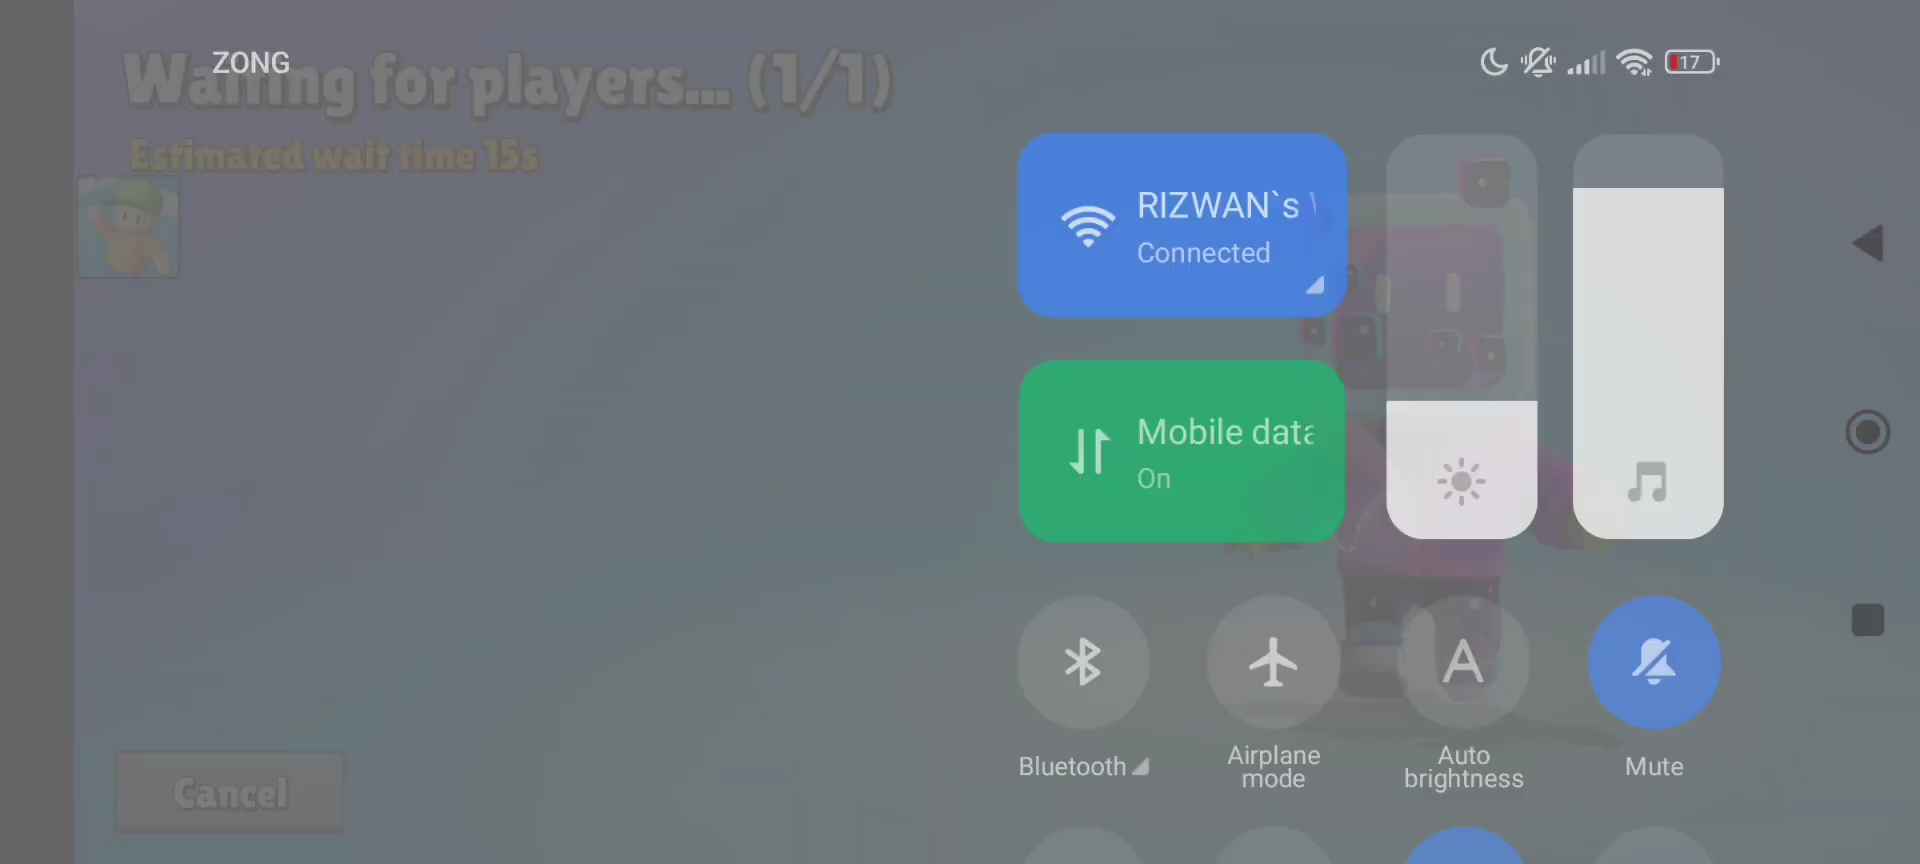 Waiting for players... (1/1)
ZONG
17
Estimated wait time 15s
RIZWAN`s
Connected
Mobile data
On
A
Bluetooth
Airplane
mode
Auto
brightness
Mute
Cancel